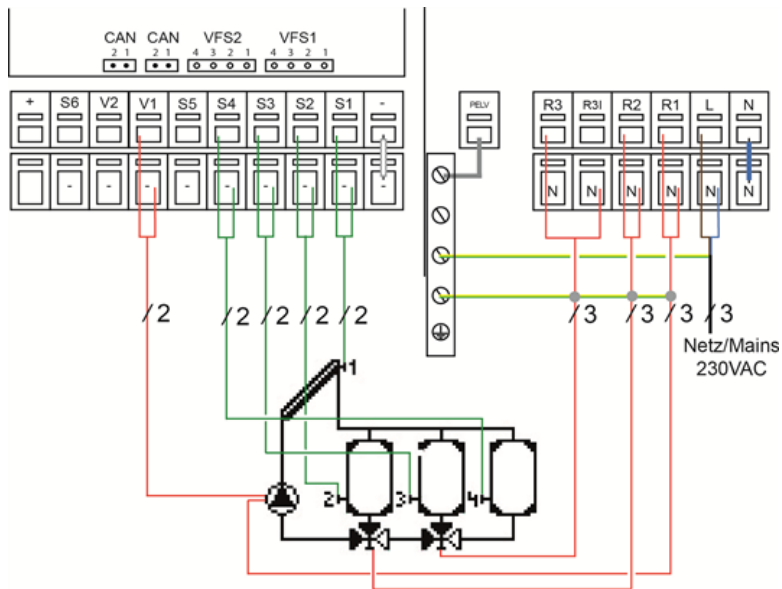 CAN CAN VFS2 VFS1
2 1 2 1 4 3 2 1 4 3 2 1
+ S6 V2 V1 S5 S4 S3 S2 S1 - PELV R3 R3I R2 R1 L N
- - - - - - - - - N N N N N N
/2 /2 /2 /2 /2 /3 /3 /3 /3
Netz/Mains
230VAC
1
2 3 4